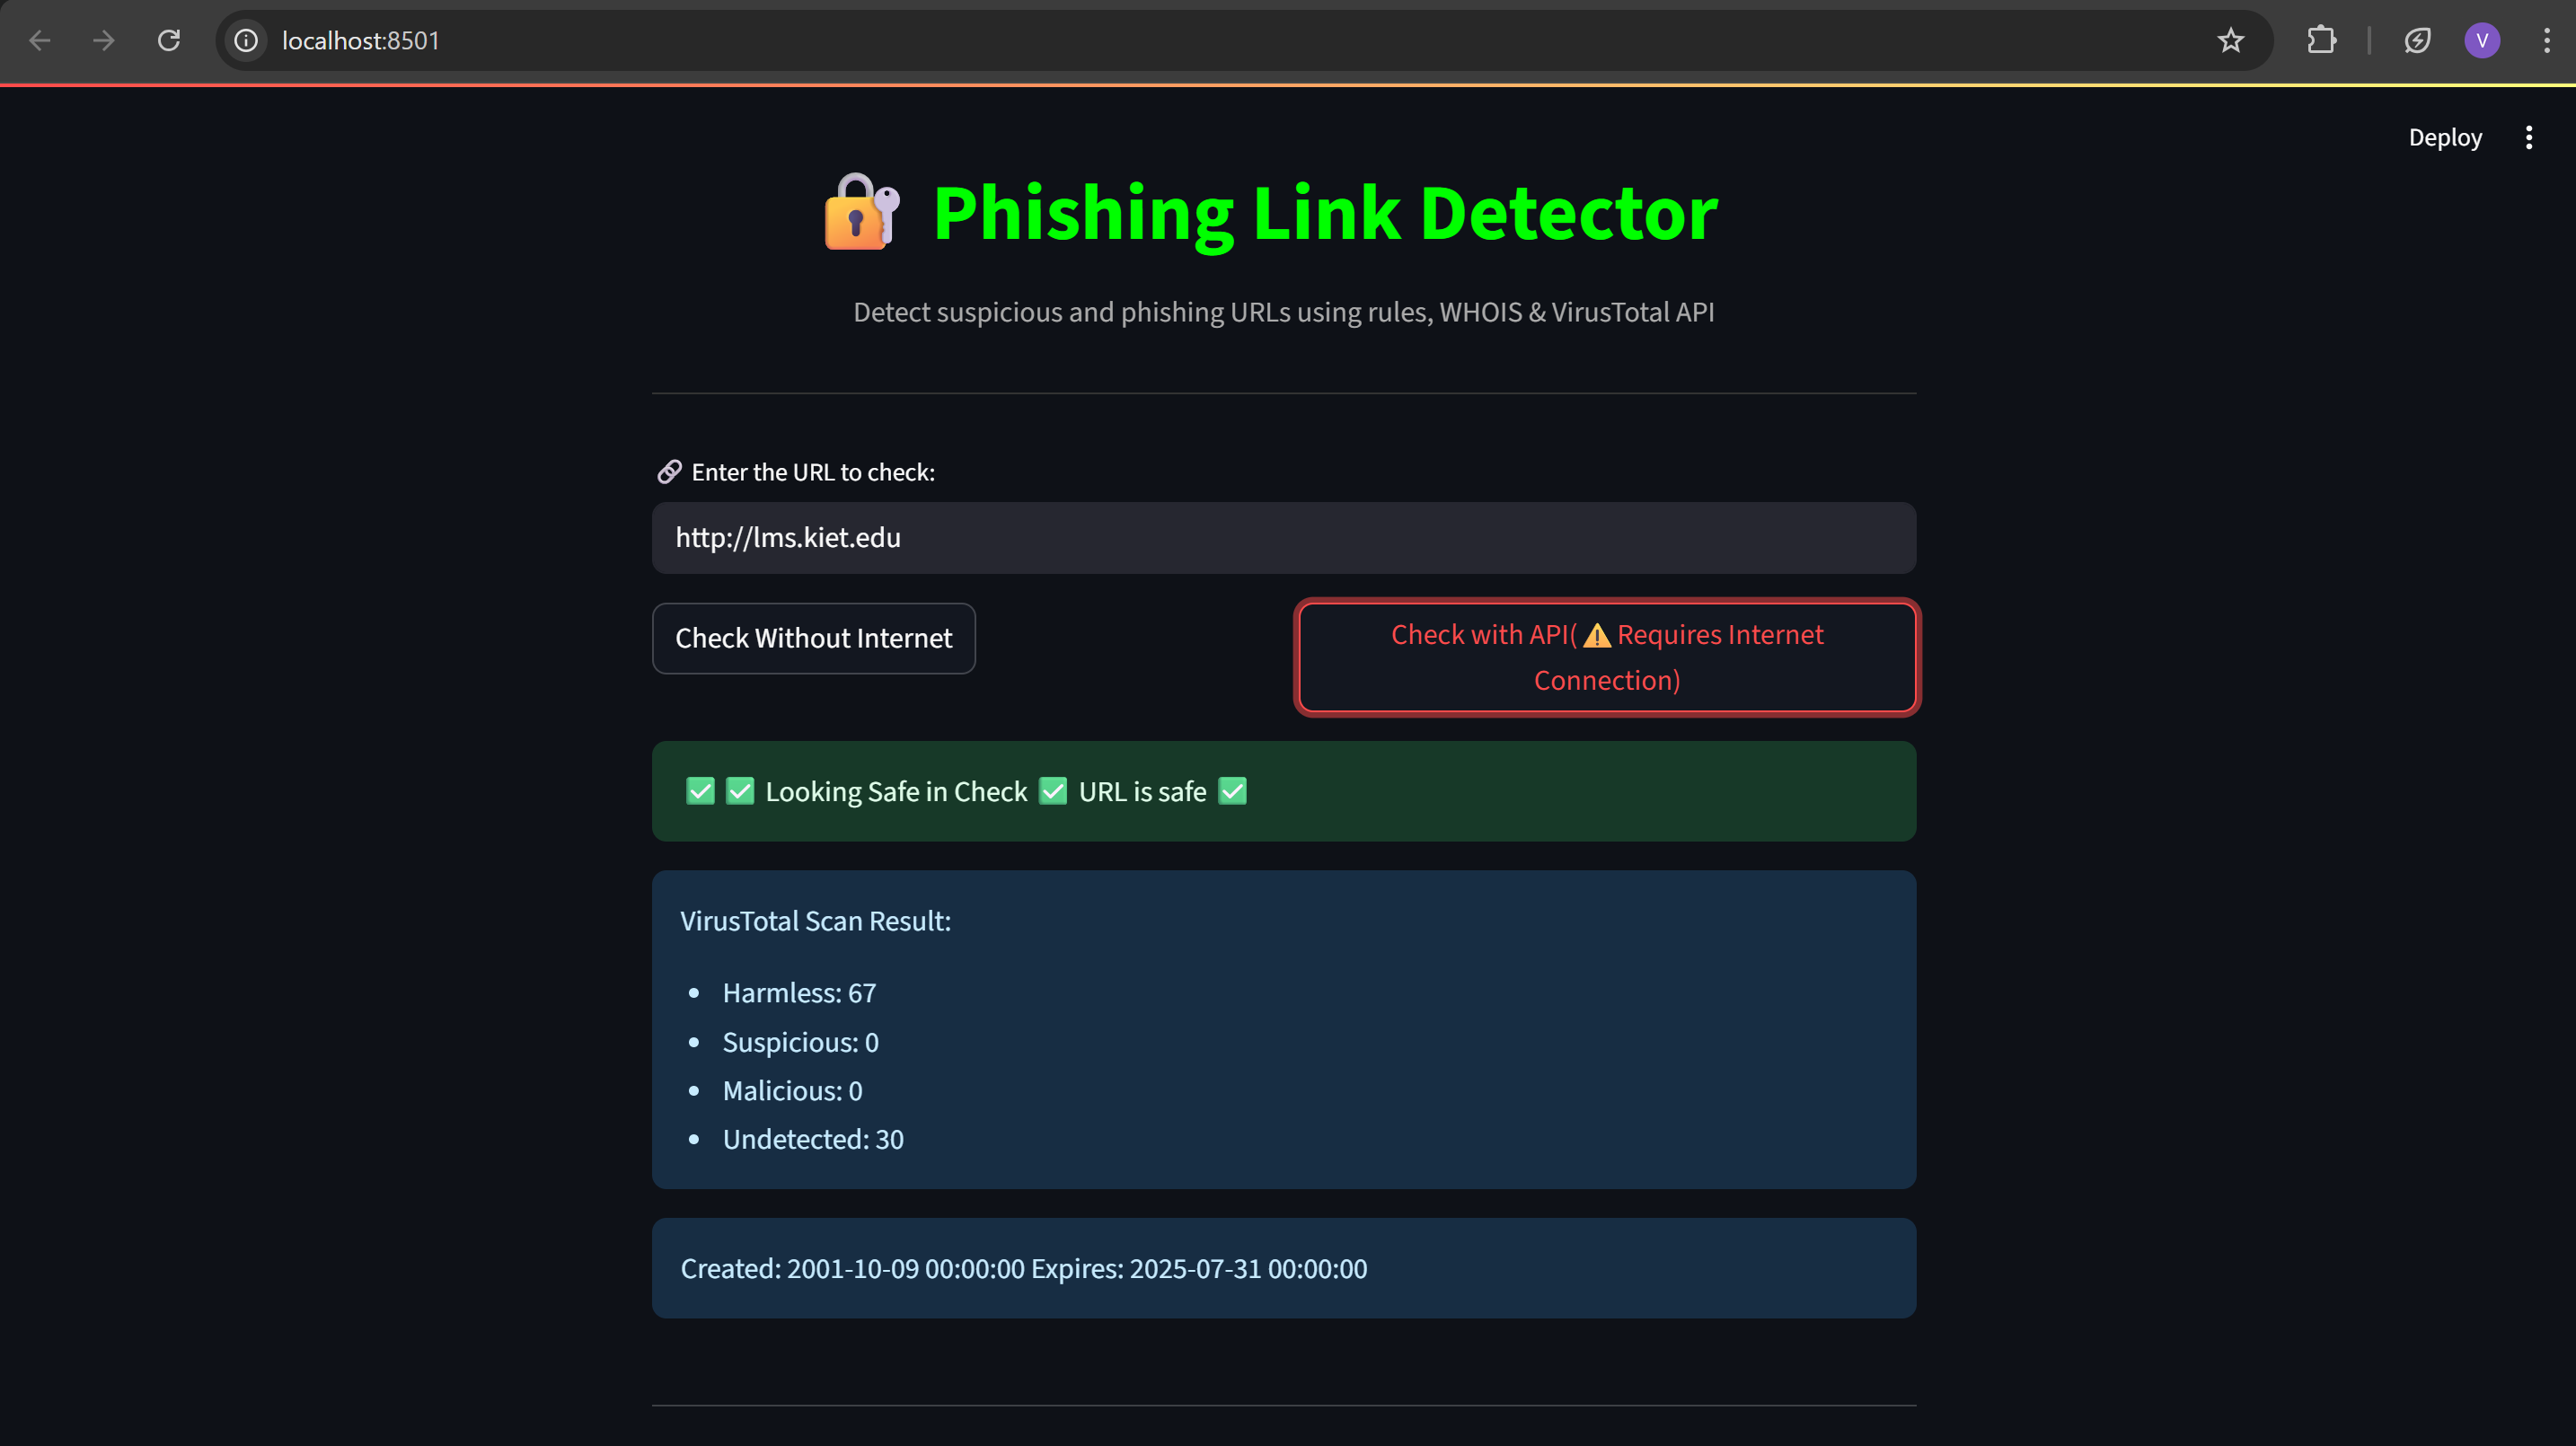 localhost:8501
V
Deploy
Phishing Link Detector
Detect suspicious and phishing URLs using rules, WHOIS & VirusTotal API
Enter the URL to check:
http://lms.kiet.edu
Check Without Internet
Check with API(⚠️ Requires Internet
Connection)
✅ ✅ Looking Safe in Check ✅ URL is safe ✅
VirusTotal Scan Result:
• Harmless: 67
• Suspicious: 0
• Malicious: 0
• Undetected: 30
Created: 2001-10-09 00:00:00 Expires: 2025-07-31 00:00:00